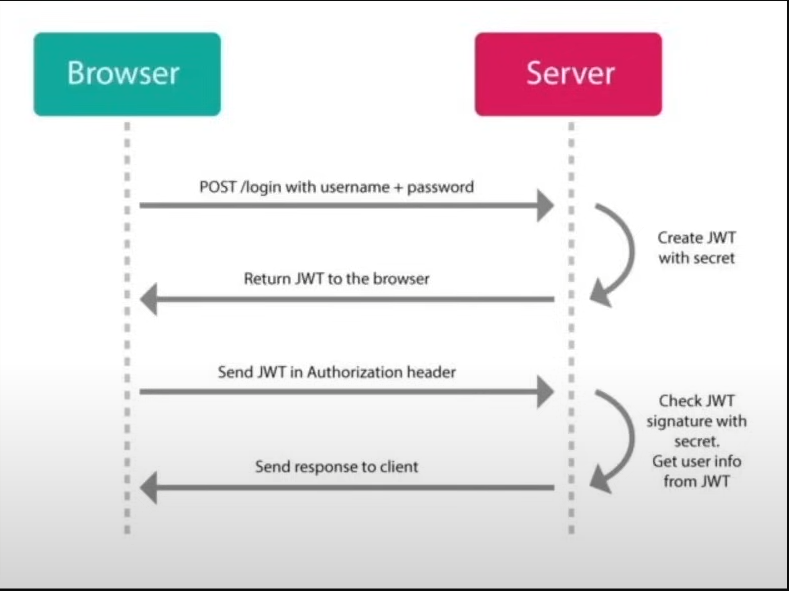 Browser
Server
POST /login with username + password
Create JWT
with secret
Return JWT to the browser
Send JWT in Authorization header
Check JWT
signature with
secret.
Get user info
from JWT
Send response to client